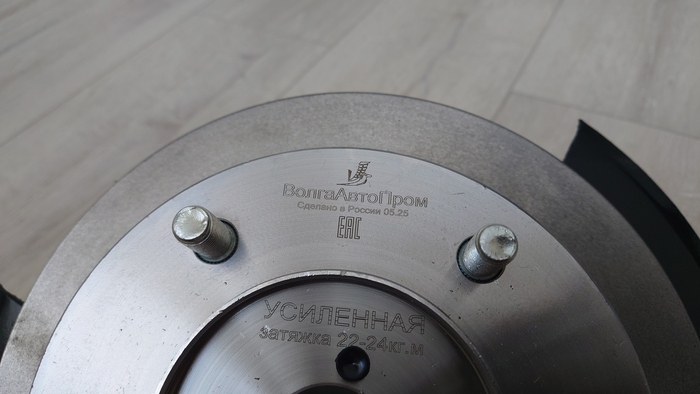 ВолгаАвтоПром
Сделано в России 05.25
EAC
УСИЛЕННАЯ
затяжка 22-24кг.м